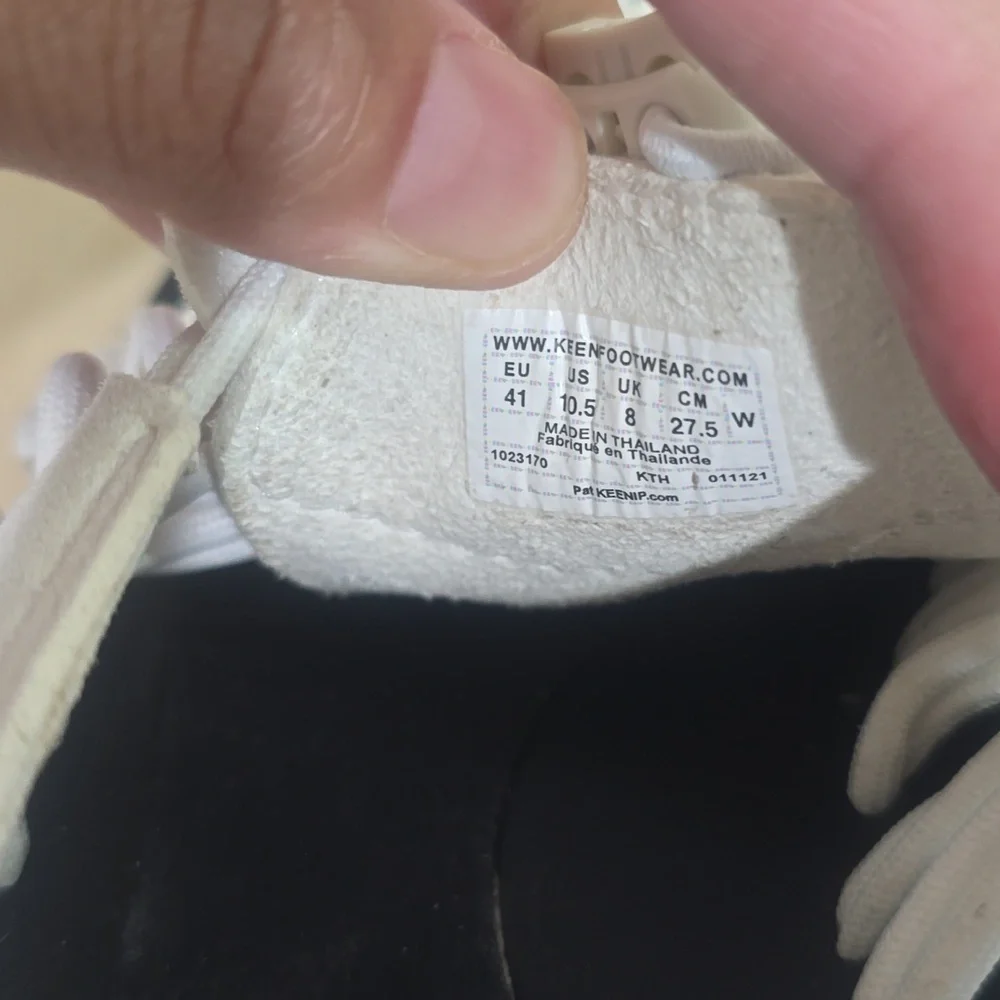 WWW.KEENFOOTWEAR.COM
EU US UK CM
41 10.5 8 27.5 W
MADE IN THAILAND
Fabriqué en Thailande
1023170 KTH 011121
Pat KEENIP.com